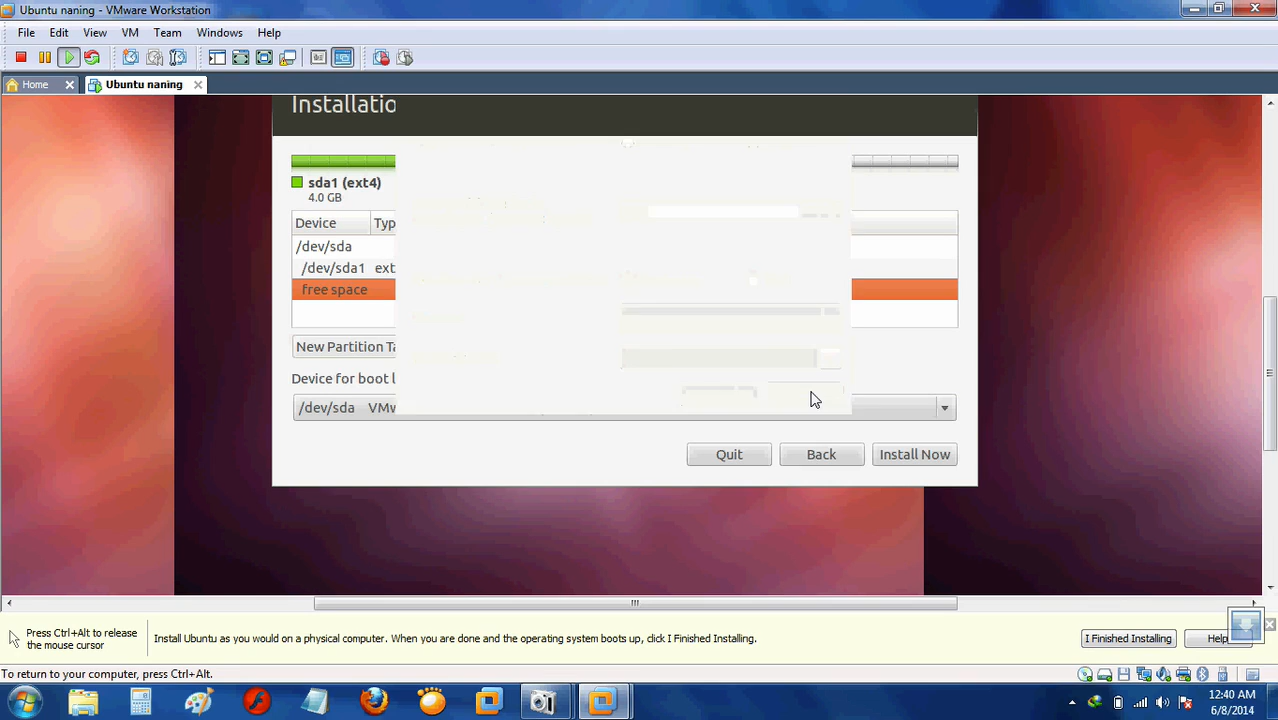 Ubuntu naning - VMware Workstation
File Edit View VM Team Windows Help
Home Ubuntu naning
Installatio
sda1 (ext4)
4.0 GB
Device Typ
/dev/sda
/dev/sda1 ext
free space
New Partition Ta
Device for boot l
/dev/sda VMw
Quit Back Install Now
Press Ctrl+Alt to release
the mouse cursor
Install Ubuntu as you would on a physical computer. When you are done and the operating system boots up, click I Finished Installing.
I Finished Installing Help
To return to your computer, press Ctrl+Alt.
12:40 AM
6/8/2014